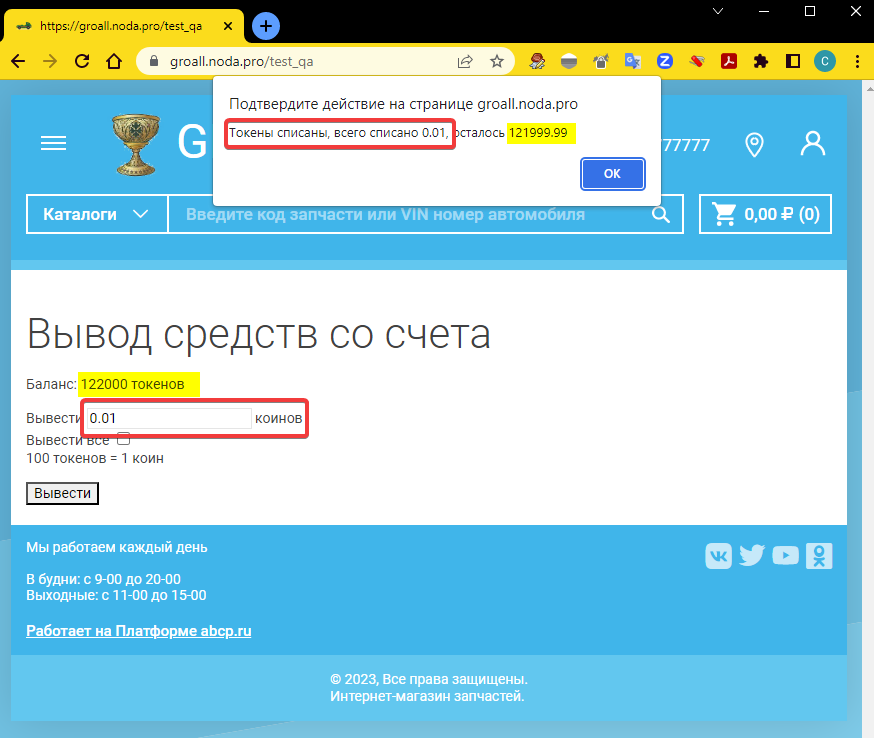 https://groall.noda.pro/test_qa
groall.noda.pro/test_qa
C
Подтвердите действие на странице groall.noda.pro
Токены списаны, всего списано 0.01, осталось 121999.99
ОК
G
77777
Каталоги
Введите код запчасти или VIN номер автомобиля
0,00 ₽ (0)
Вывод средств со счета
Баланс: 122000 токенов
Вывести 0.01 коинов
Вывести все
100 токенов = 1 коин
Вывести
Мы работаем каждый день
В будни: с 9-00 до 20-00
Выходные: с 11-00 до 15-00
Работает на Платформе abcp.ru
© 2023, Все права защищены.
Интернет-магазин запчастей.